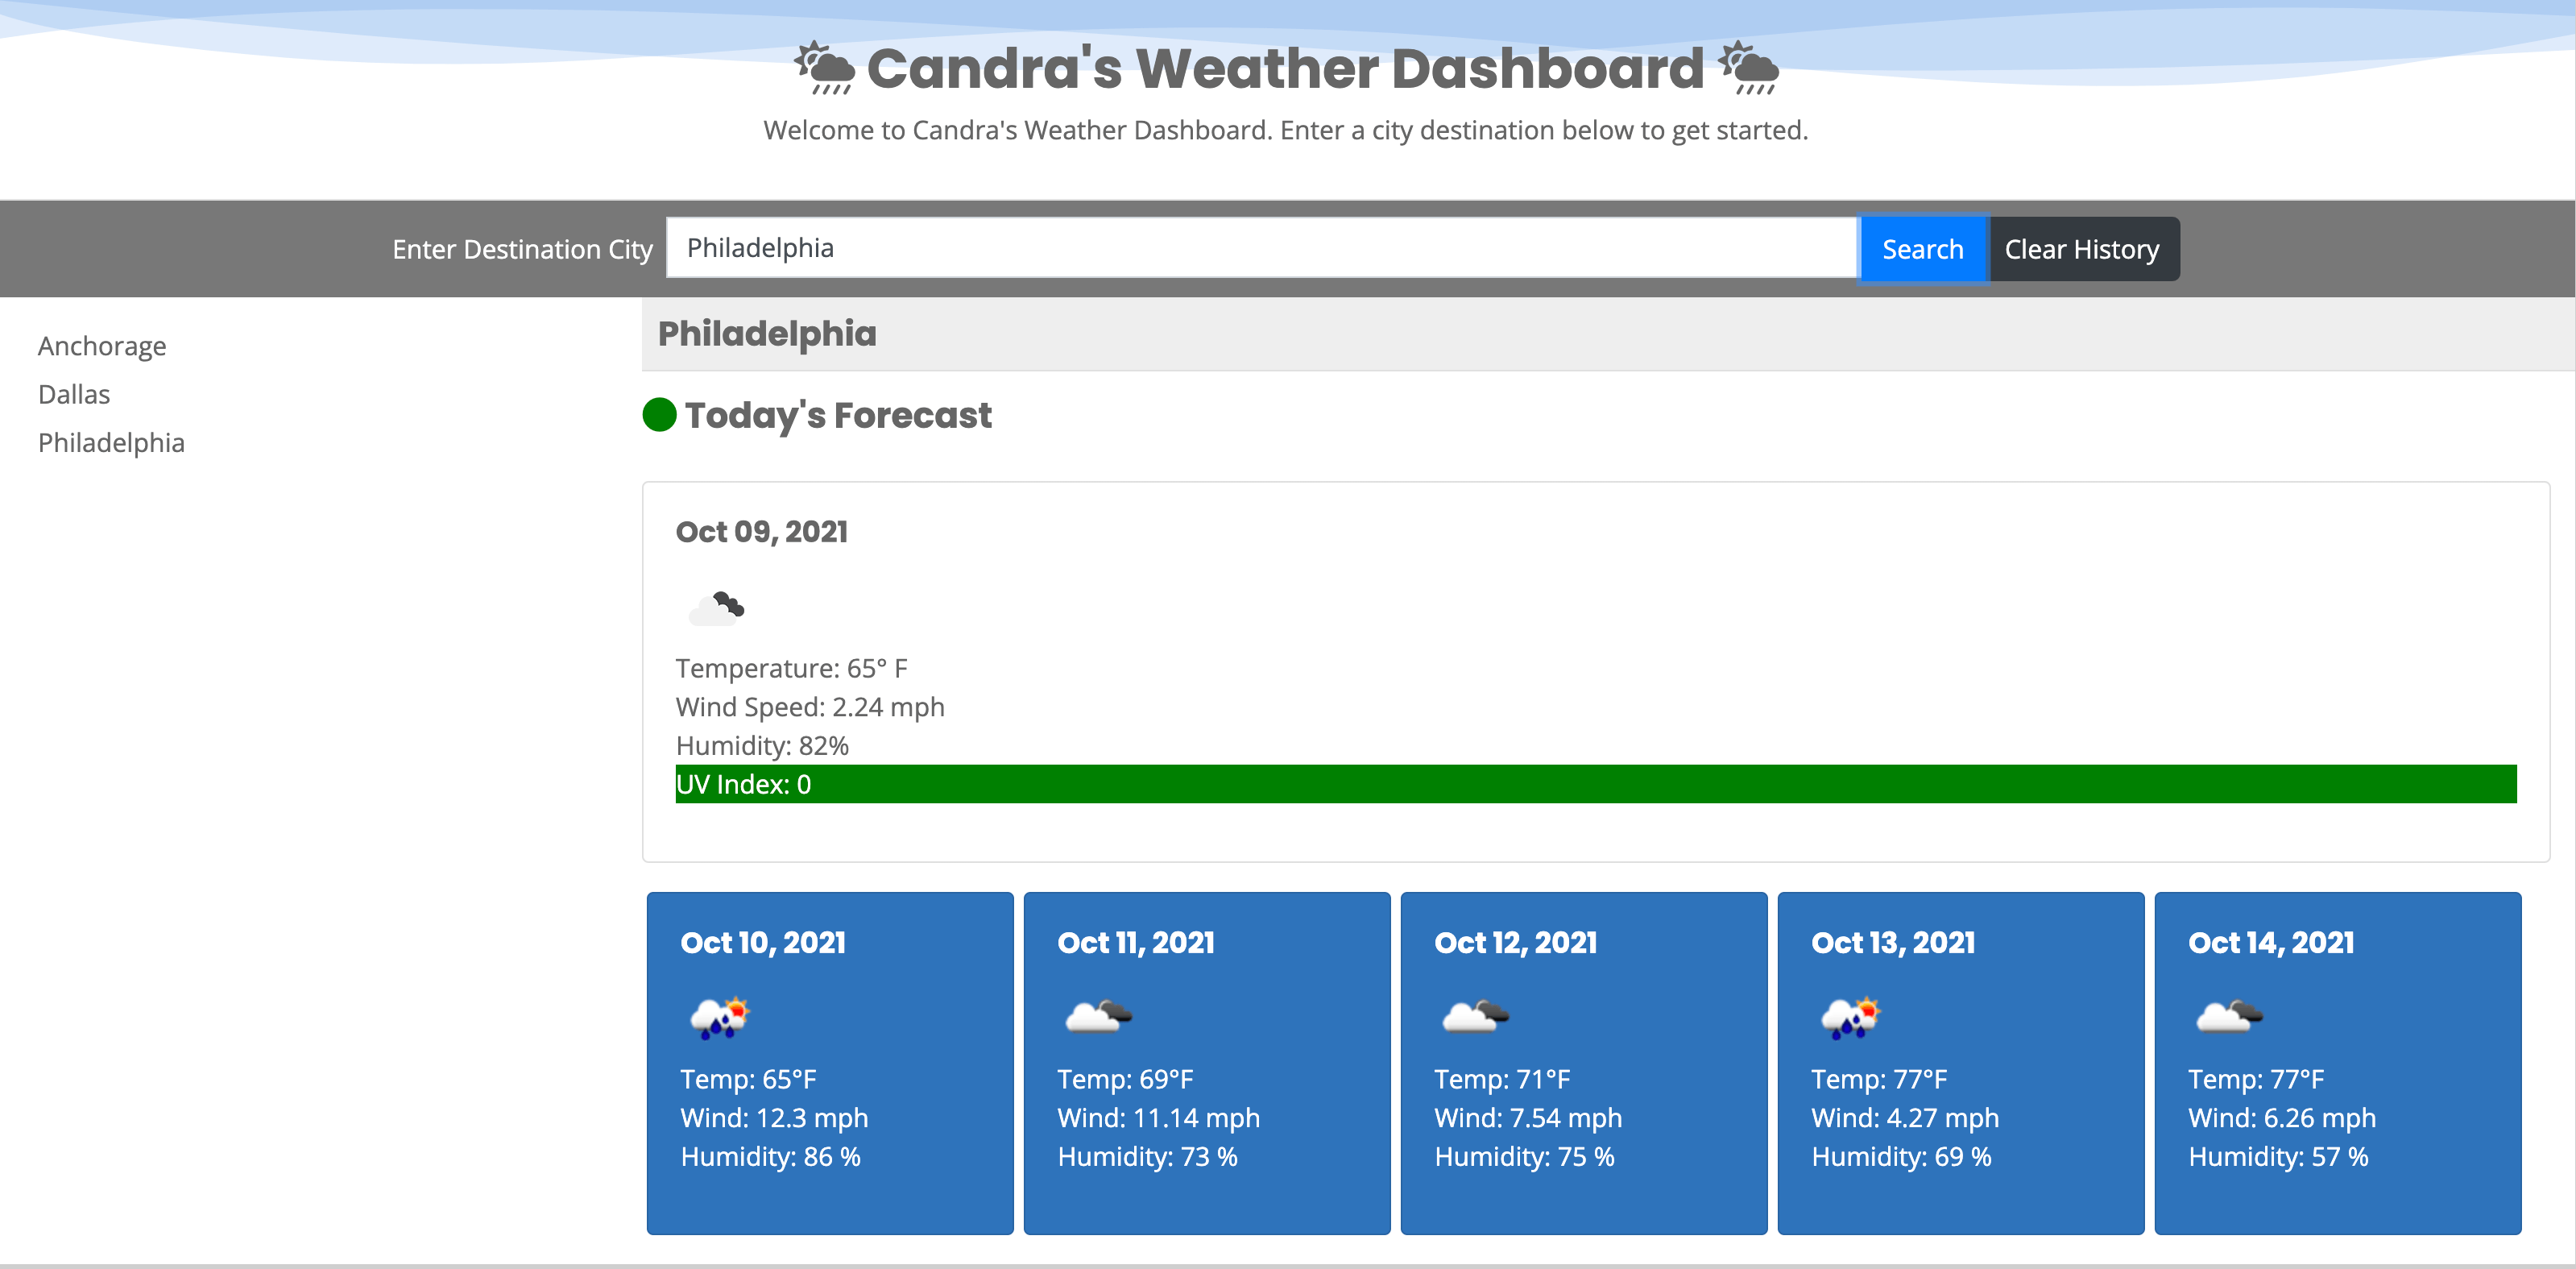 Candra's Weather Dashboard
Welcome to Candra's Weather Dashboard. Enter a city destination below to get started.
Enter Destination City Philadelphia Search Clear History
Anchorage
Dallas
Philadelphia
Philadelphia
Today's Forecast
Oct 09, 2021
Temperature: 65° F
Wind Speed: 2.24 mph
Humidity: 82%
UV Index: 0
Oct 10, 2021
Temp: 65°F
Wind: 12.3 mph
Humidity: 86 %
Oct 11, 2021
Temp: 69°F
Wind: 11.14 mph
Humidity: 73 %
Oct 12, 2021
Temp: 71°F
Wind: 7.54 mph
Humidity: 75 %
Oct 13, 2021
Temp: 77°F
Wind: 4.27 mph
Humidity: 69 %
Oct 14, 2021
Temp: 77°F
Wind: 6.26 mph
Humidity: 57 %